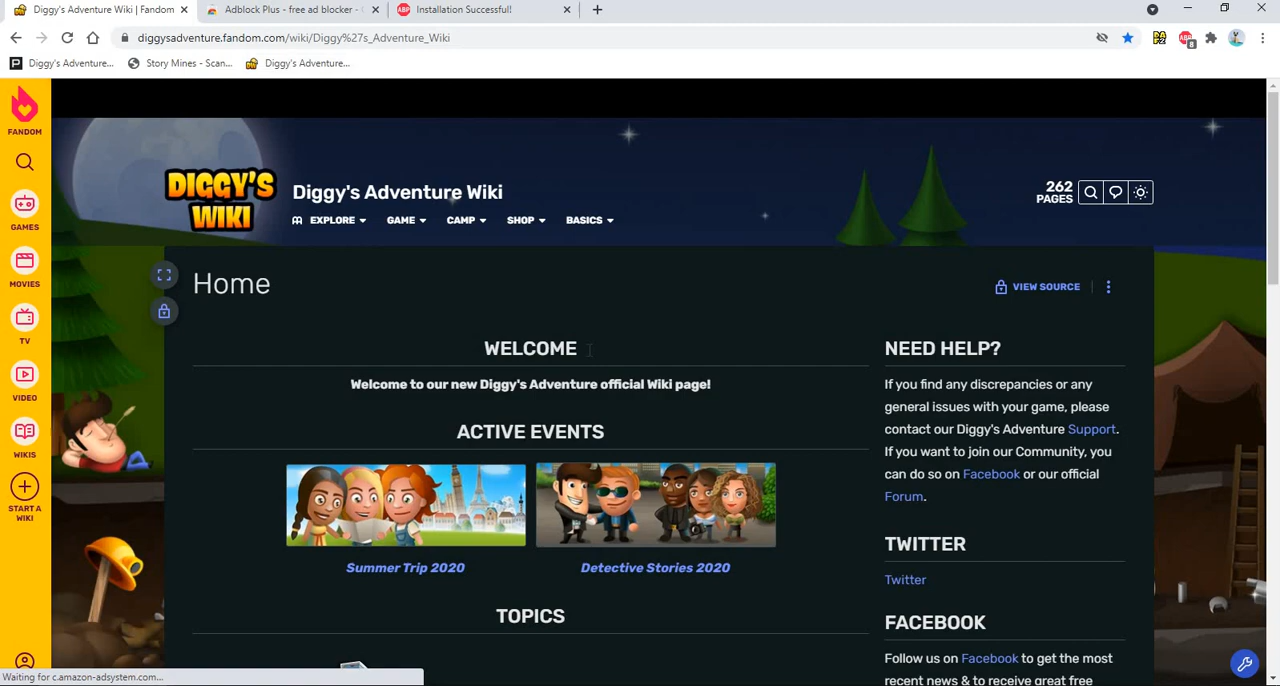 Diggy's Adventure Wiki | Fandom
Adblock Plus - free ad blocker -
ABP Installation Successful!
diggysadventure.fandom.com/wiki/Diggy%27s_Adventure_Wiki
ABP 8
Diggy's Adventure...
Story Mines - Scan...
Diggy's Adventure...
FANDOM
GAMES
MOVIES
TV
VIDEO
WIKIS
START A
WIKI
DIGGY'S
WIKI
Diggy's Adventure Wiki
EXPLORE
GAME
CAMP
SHOP
BASICS
262
PAGES
Home
VIEW SOURCE
WELCOME
Welcome to our new Diggy's Adventure official Wiki page!
ACTIVE EVENTS
Summer Trip 2020
Detective Stories 2020
TOPICS
NEED HELP?
If you find any discrepancies or any
general issues with your game, please
contact our Diggy's Adventure Support.
If you want to join our Community, you
can do so on Facebook or our official
Forum.
TWITTER
Twitter
FACEBOOK
Follow us on Facebook to get the most
recent news & to receive great free
Waiting for c.amazon-adsystem.com...